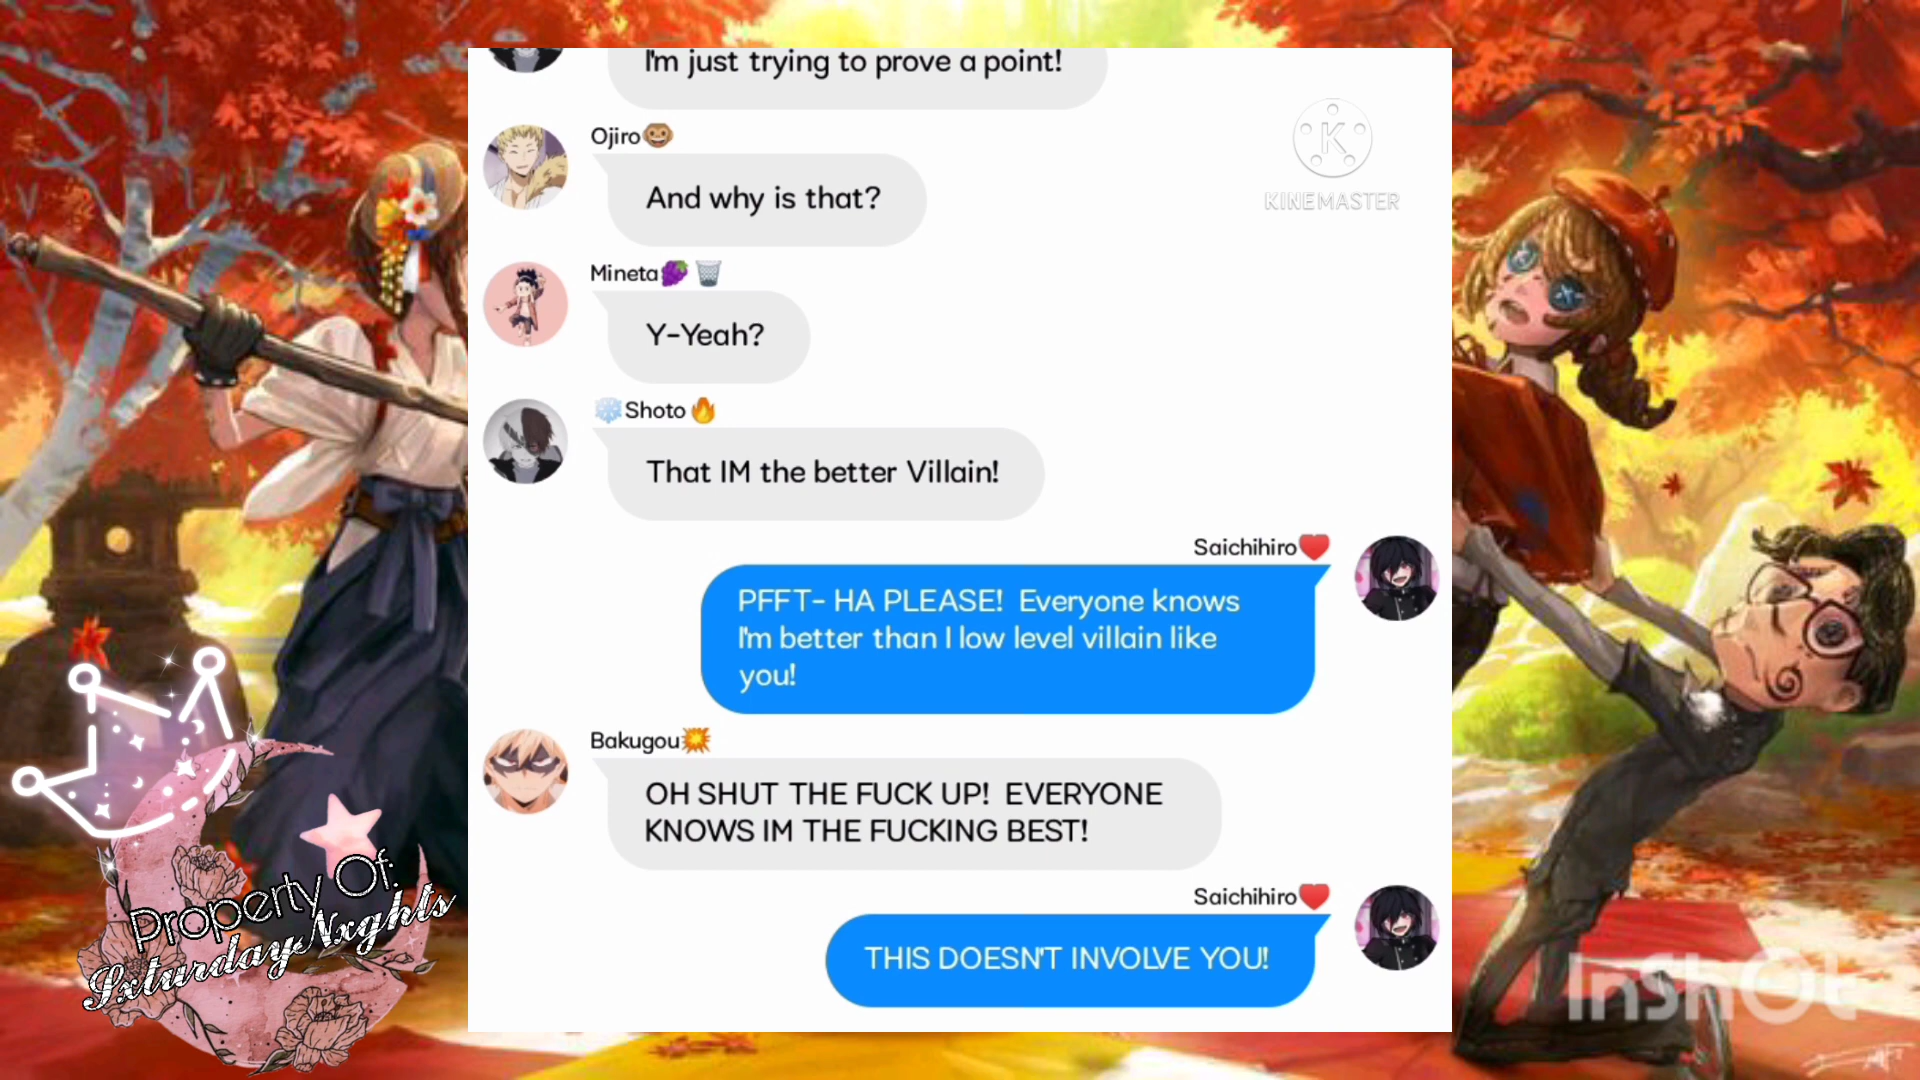 I'm just trying to prove a point!
Ojiro🐵
And why is that?
KINEMASTER
Mineta🍇🗑️
Y-Yeah?
❄️Shoto🔥
That IM the better Villain!
Saichihiro♥️
PFFT- HA PLEASE!  Everyone knows
I'm better than I low level villain like
you!
Bakugou💥
OH SHUT THE FUCK UP!  EVERYONE
KNOWS IM THE FUCKING BEST!
Saichihiro♥️
THIS DOESN'T INVOLVE YOU!
Property Of:
SxturdayNxghts
InShOt